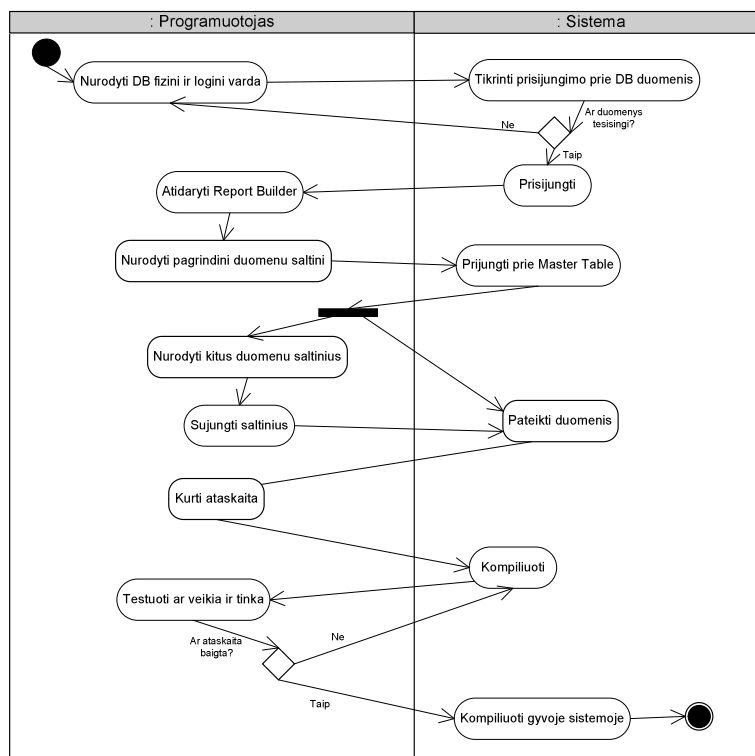 : Programuotojas
: Sistema
Nurodyti DB fizini ir logini varda
Tikrinti prisijungimo prie DB duomenis
Ar duomenys
tesisingi?
Ne
Taip
Prisijungti
Atidaryti Report Builder
Nurodyti pagrindini duomenu saltini
Prijungti prie Master Table
Nurodyti kitus duomenu saltinius
Pateikti duomenis
Sujungti saltinius
Kurti ataskaita
Kompiliuoti
Testuoti ar veikia ir tinka
Ar ataskaita
baigta?
Ne
Taip
Kompiliuoti gyvoje sistemoje